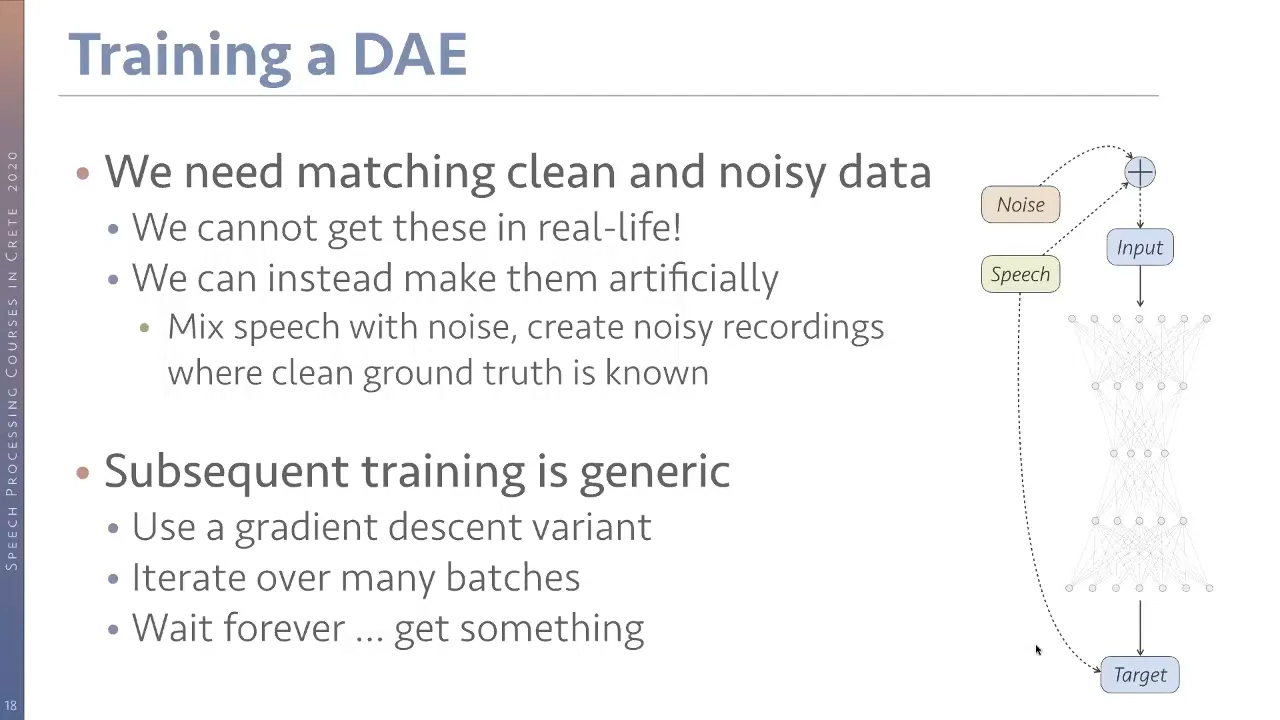 Training a DAE
• We need matching clean and noisy data
• We cannot get these in real-life!
• We can instead make them artificially
• Mix speech with noise, create noisy recordings
where clean ground truth is known
• Subsequent training is generic
• Use a gradient descent variant
• Iterate over many batches
• Wait forever … get something
Noise
Speech
Input
Target
Speech Processing Courses in Crete 2020
18